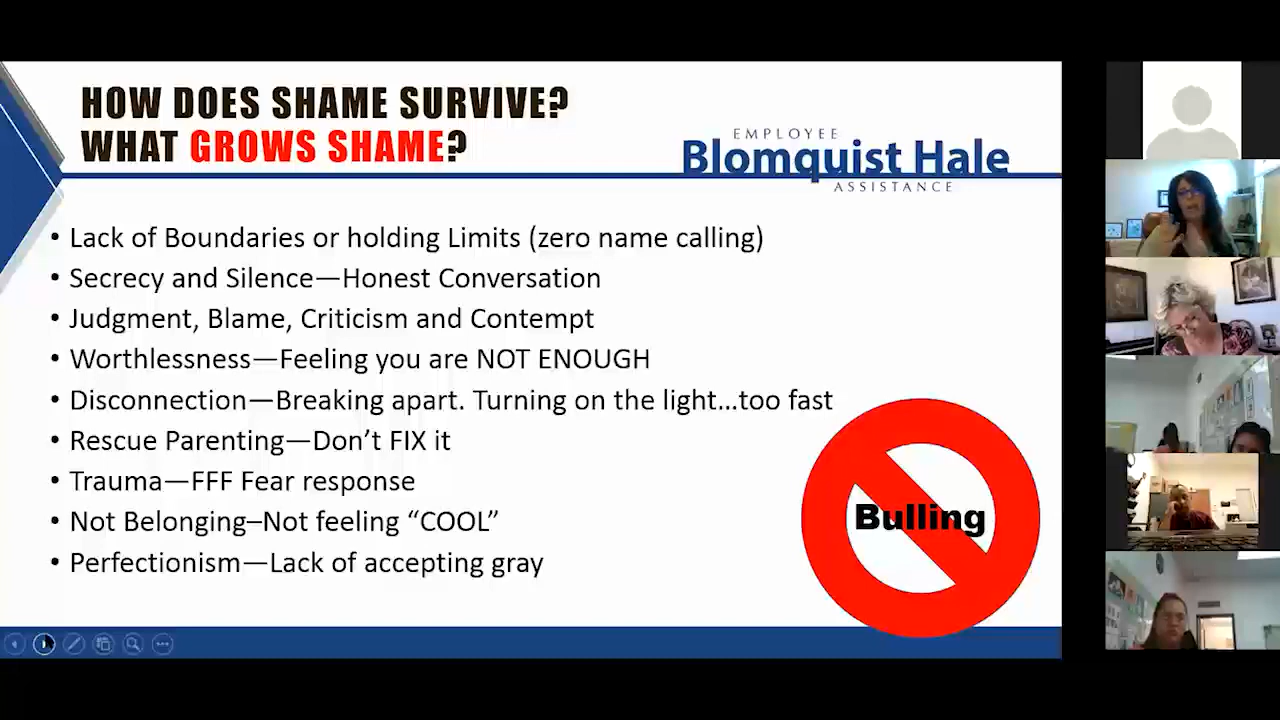 HOW DOES SHAME SURVIVE?
WHAT GROWS SHAME?
EMPLOYEE
Blomquist Hale
ASSISTANCE
• Lack of Boundaries or holding Limits (zero name calling)
• Secrecy and Silence—Honest Conversation
• Judgment, Blame, Criticism and Contempt
• Worthlessness—Feeling you are NOT ENOUGH
• Disconnection—Breaking apart. Turning on the light…too fast
• Rescue Parenting—Don’t FIX it
• Trauma—FFF Fear response
• Not Belonging–Not feeling “COOL”
• Perfectionism—Lack of accepting gray
Bulling